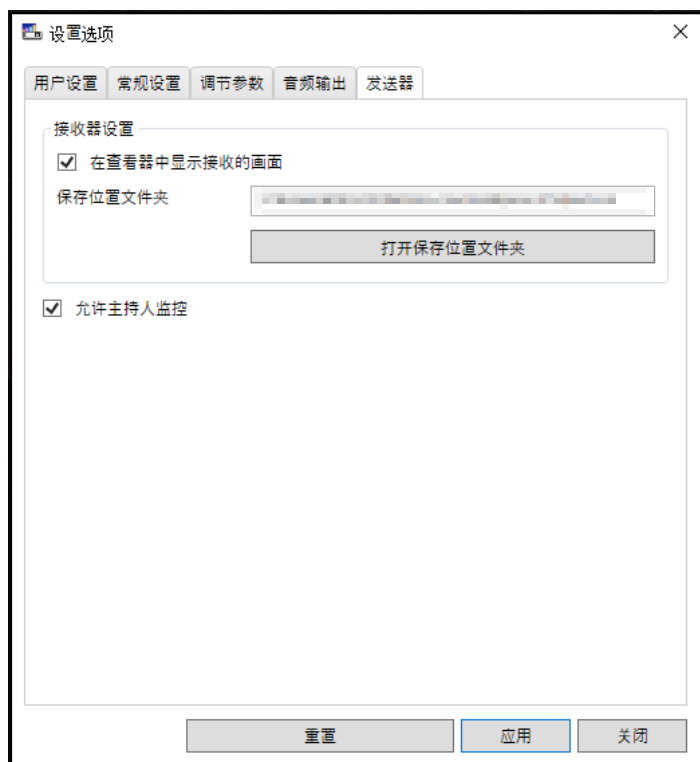 设置选项
用户设置 常规设置 调节参数 音频输出 发送器
接收器设置
在查看器中显示接收的画面
保存位置文件夹
打开保存位置文件夹
允许主持人监控
重置 应用 关闭